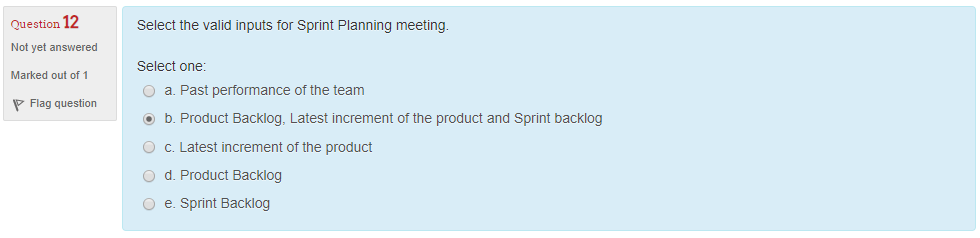 Question 12
Not yet answered
Marked out of 1
Flag question
Select the valid inputs for Sprint Planning meeting.
Select one:
a. Past performance of the team
b. Product Backlog, Latest increment of the product and Sprint backlog
c. Latest increment of the product
d. Product Backlog
e. Sprint Backlog